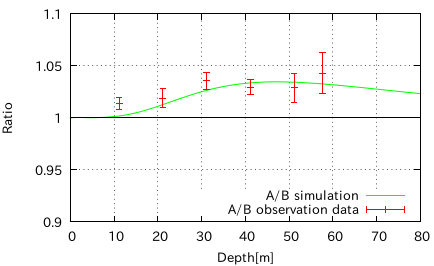 1.1
1.05
1
0.95
0.9
Ratio
A/B simulation
A/B observation data
0 10 20 30 40 50 60 70 80
Depth[m]